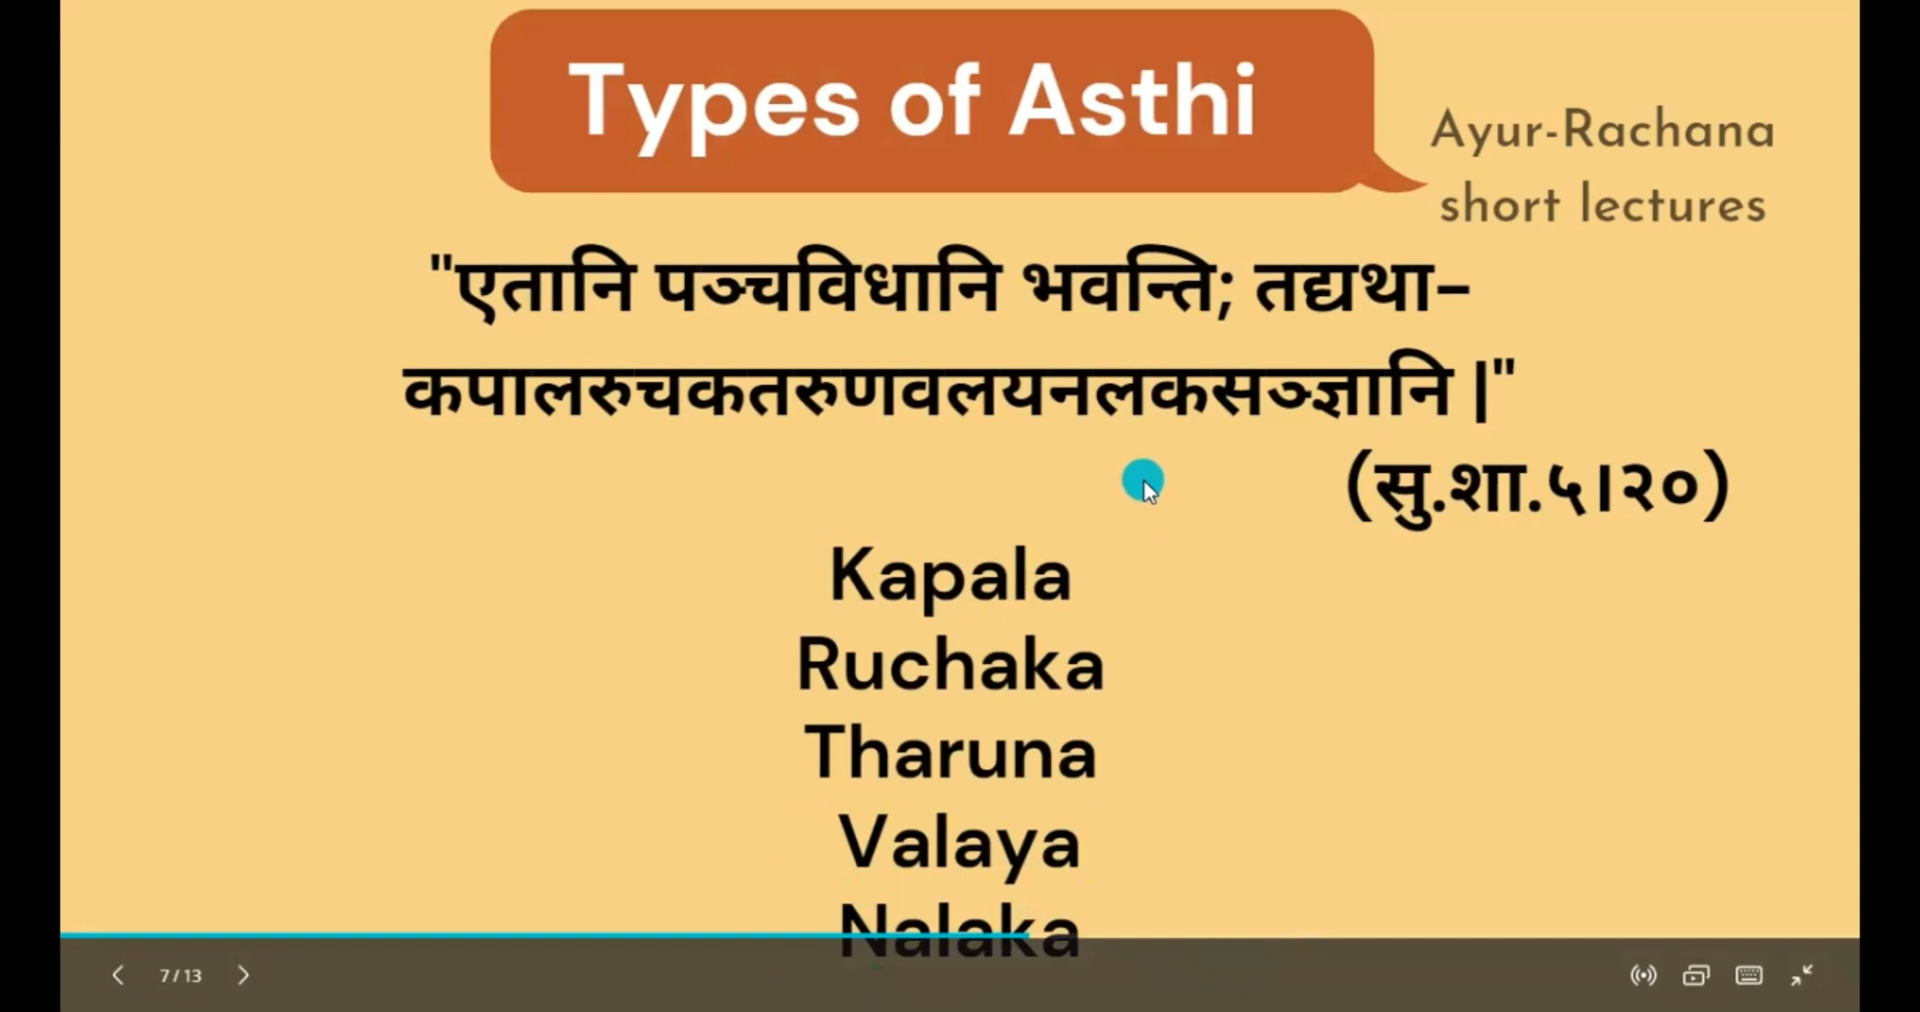 Types of Asthi
Ayur-Rachana
short lectures
"एतानि पञ्चविधानि भवन्ति; तद्यथा–
कपालरुचकतरुणवलयनलकसञ्ज्ञानि |"
(सु.शा.५।२०)
Kapala
Ruchaka
Tharuna
Valaya
Nalaka
7/13